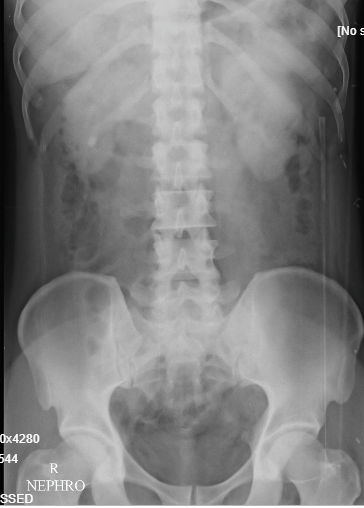 [No s
0x4280
544
R
NEPHRO
SSED